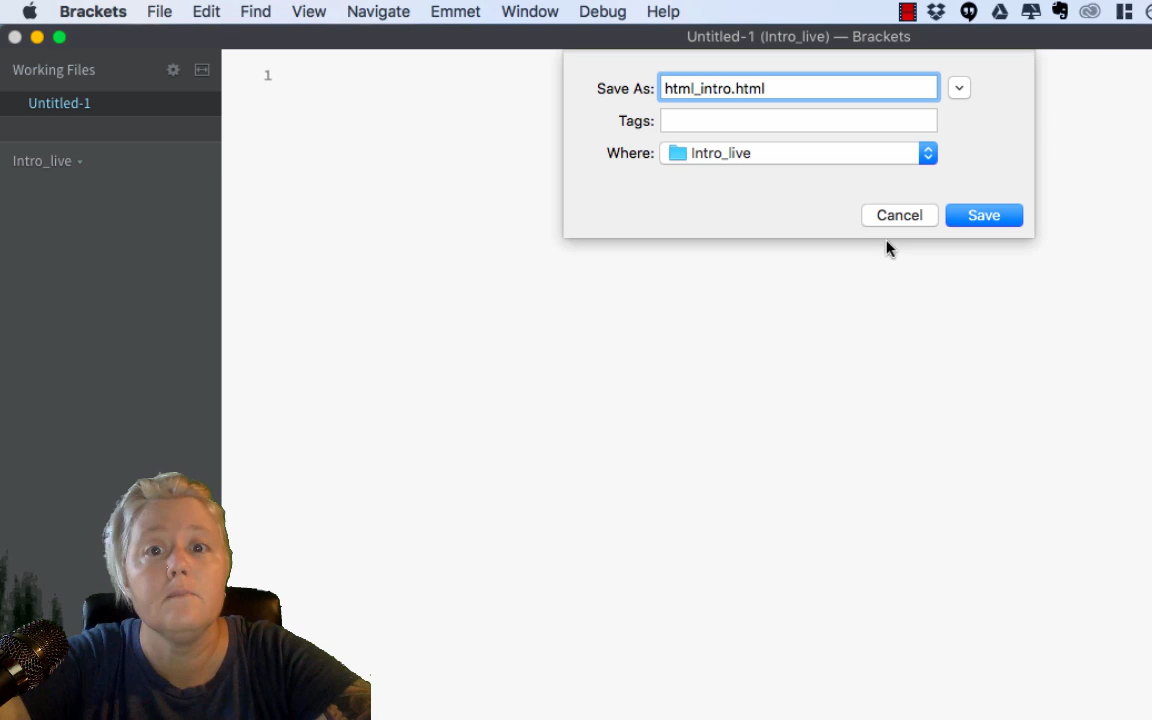 Brackets File Edit Find View Navigate Emmet Window Debug Help
Untitled-1 (Intro_live) — Brackets
Working Files
Untitled-1
Intro_live
1
Save As: html_intro.html
Tags:
Where: Intro_live
Cancel Save